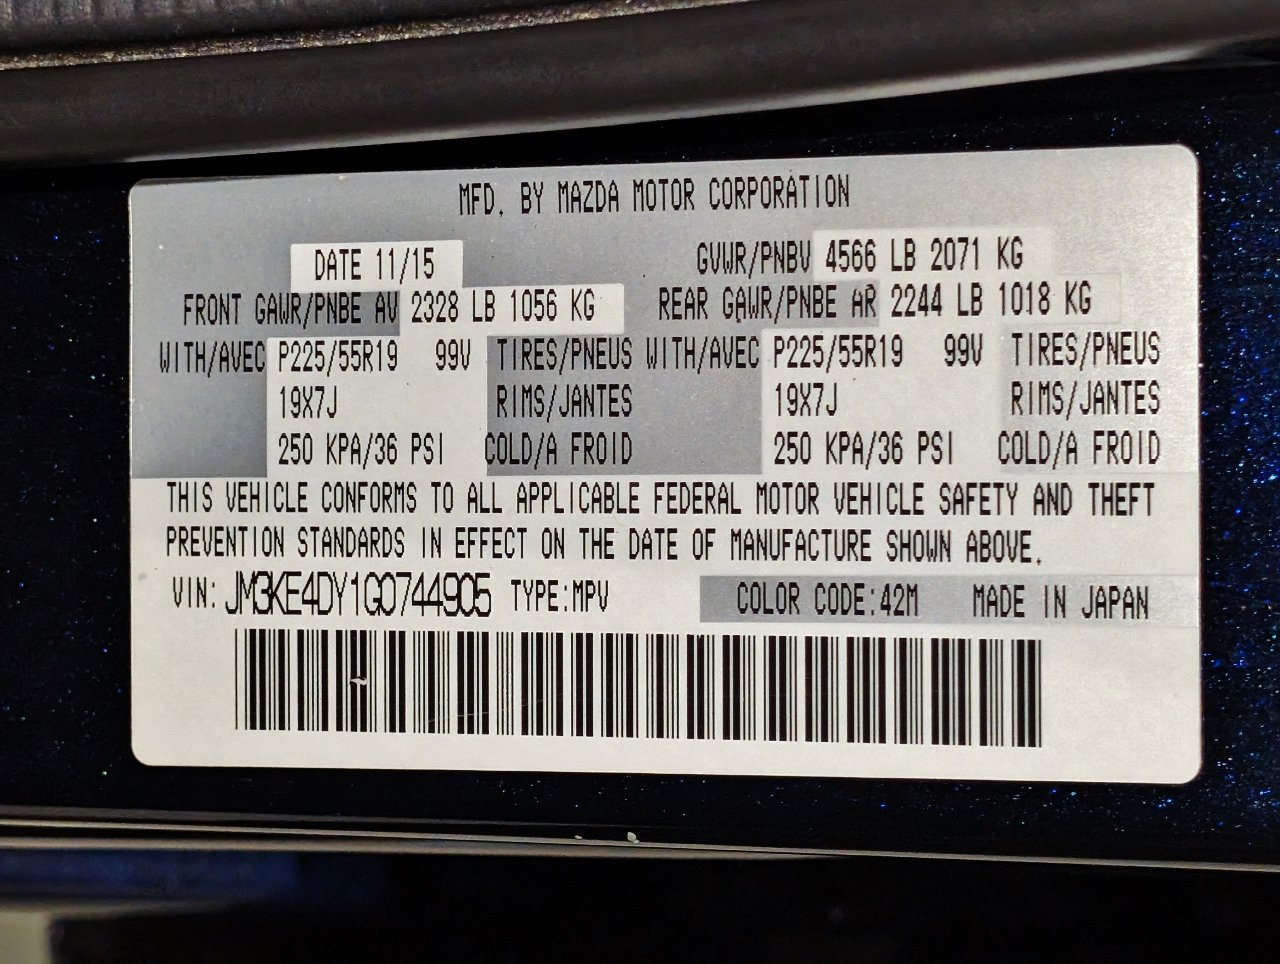 MFD. BY MAZDA MOTOR CORPORATION
DATE 11/15 GVWR/PNBV 4566 LB 2071 KG
FRONT GAWR/PNBE AV 2328 LB 1056 KG REAR GAWR/PNBE AR 2244 LB 1018 KG
WITH/AVEC P225/55R19 99V TIRES/PNEUS WITH/AVEC P225/55R19 99V TIRES/PNEUS
19X7J RIMS/JANTES 19X7J RIMS/JANTES
250 KPA/36 PSI COLD/A FROID 250 KPA/36 PSI COLD/A FROID
THIS VEHICLE CONFORMS TO ALL APPLICABLE FEDERAL MOTOR VEHICLE SAFETY AND THEFT
PREVENTION STANDARDS IN EFFECT ON THE DATE OF MANUFACTURE SHOWN ABOVE.
VIN: JM3KE4DY1G0744905 TYPE:MPV COLOR CODE:42M MADE IN JAPAN